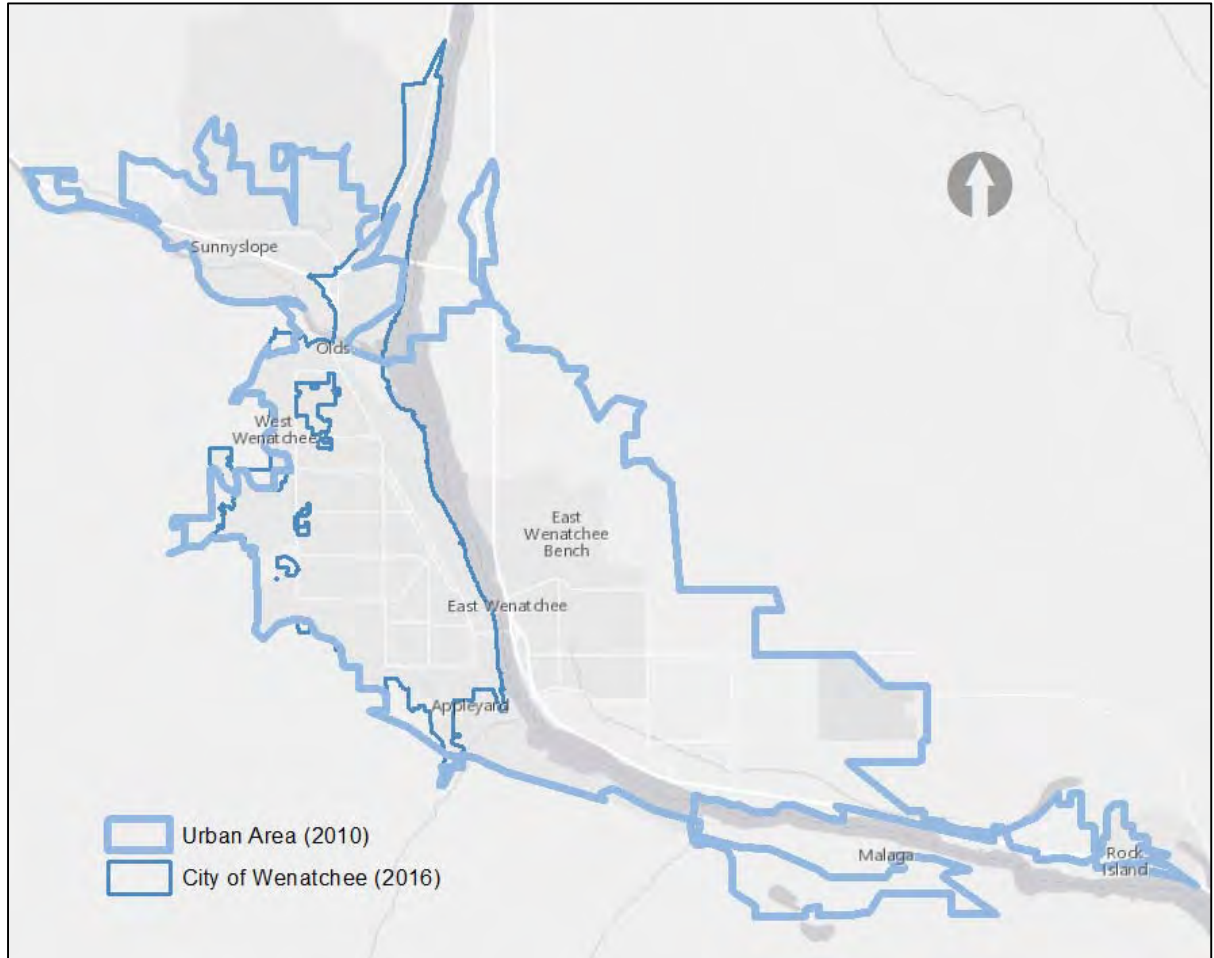 Sunnyslope
Olds
West
Wenatchee
East
Wenatchee
Bench
East Wenatchee
Appleyard
Urban Area (2010)
City of Wenatchee (2016)
Malaga
Rock
Island